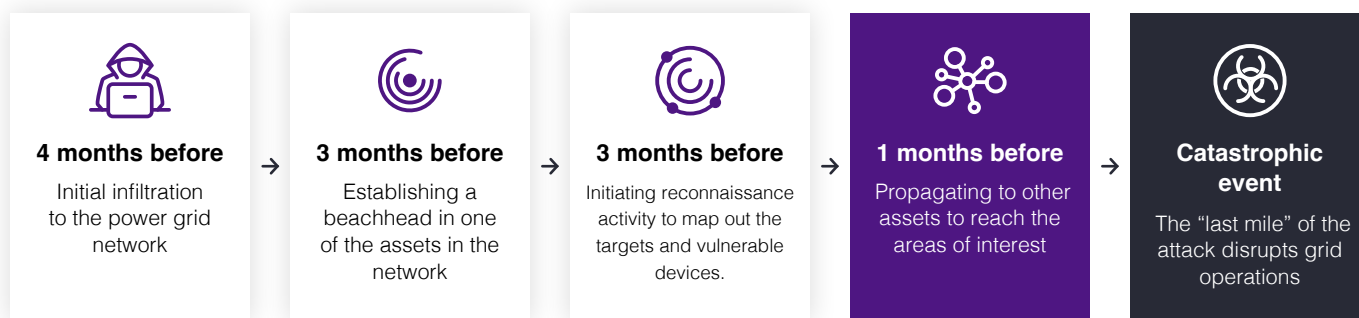 4 months before
Initial infiltration
to the power grid
network
3 months before
Establishing a
beachhead in one
of the assets in the
network
3 months before
Initiating reconnaissance
activity to map out the
targets and vulnerable
devices.
1 months before
Propagating to other
assets to reach the
areas of interest
Catastrophic
event
The “last mile” of the
attack disrupts grid
operations